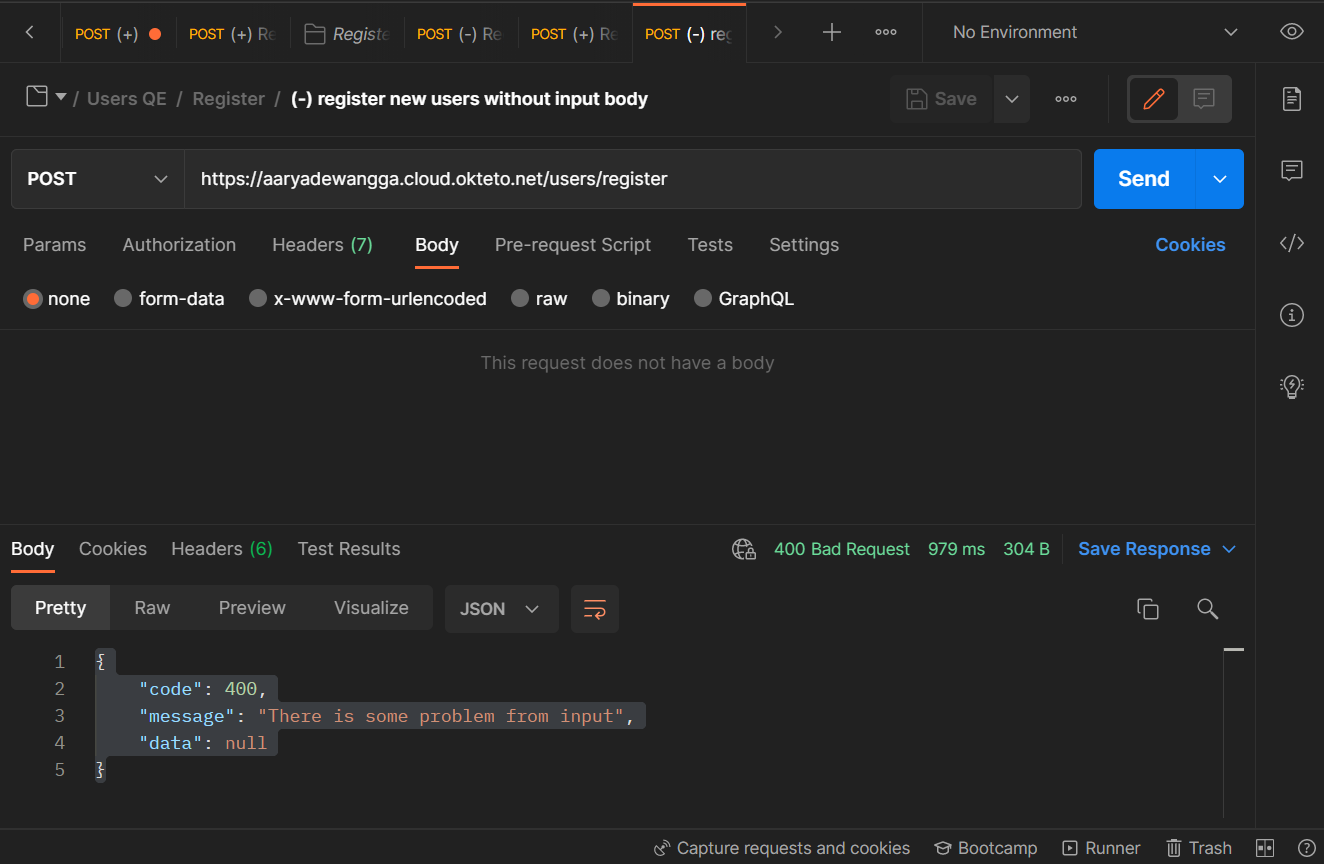 POST (+) POST (+) Re Registe POST (-) Re POST (+) Re POST (-) reg No Environment
/ Users QE / Register / (-) register new users without input body Save
POST https://aaryadewangga.cloud.okteto.net/users/register Send
Params Authorization Headers (7) Body Pre-request Script Tests Settings Cookies
none form-data x-www-form-urlencoded raw binary GraphQL
This request does not have a body
Body Cookies Headers (6) Test Results 400 Bad Request 979 ms 304 B Save Response
Pretty Raw Preview Visualize JSON
1 {
2 "code": 400,
3 "message": "There is some problem from input",
4 "data": null
5 }
Capture requests and cookies Bootcamp Runner Trash